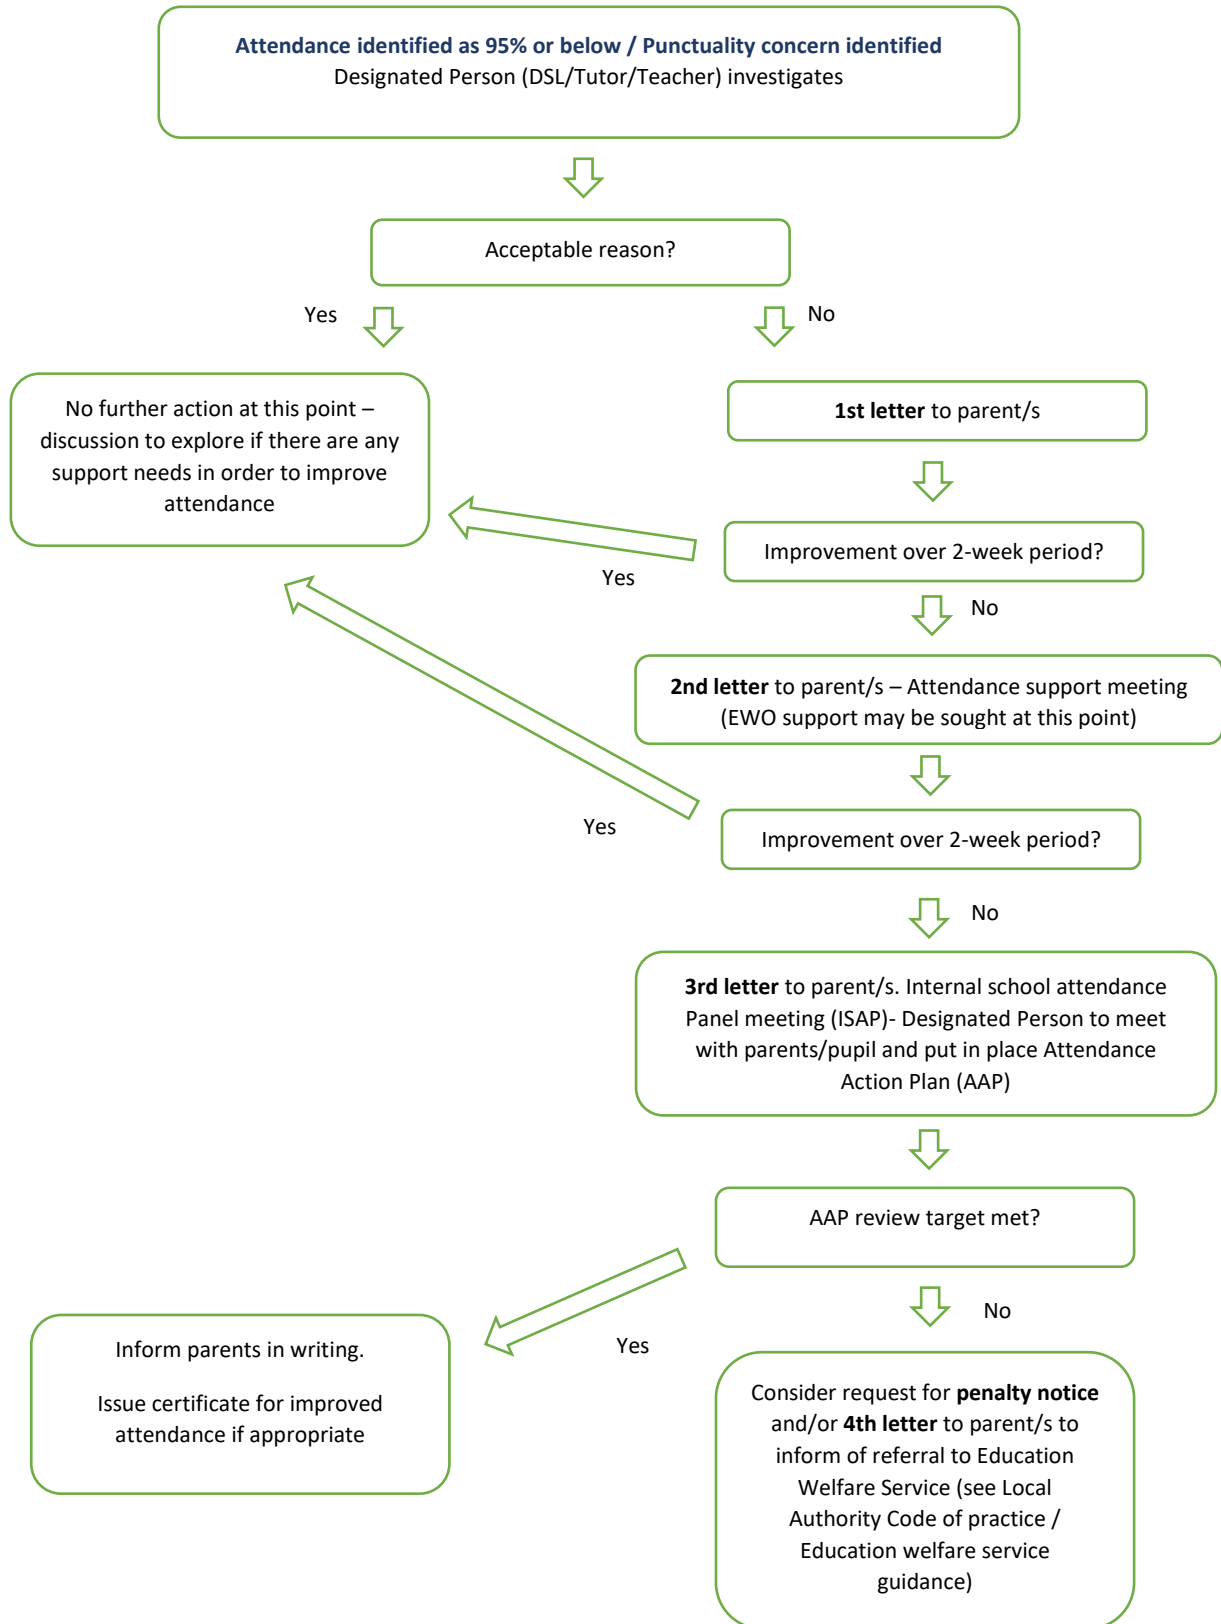 Attendance identified as 95% or below / Punctuality concern identified
Designated Person (DSL/Tutor/Teacher) investigates
Acceptable reason?
Yes
No
No further action at this point –
discussion to explore if there are any
support needs in order to improve
attendance
1st letter to parent/s
Improvement over 2-week period?
Yes
No
2nd letter to parent/s – Attendance support meeting
(EWO support may be sought at this point)
Improvement over 2-week period?
Yes
No
3rd letter to parent/s. Internal school attendance
Panel meeting (ISAP)- Designated Person to meet
with parents/pupil and put in place Attendance
Action Plan (AAP)
AAP review target met?
Yes
No
Inform parents in writing.
Issue certificate for improved
attendance if appropriate
Consider request for penalty notice
and/or 4th letter to parent/s to
inform of referral to Education
Welfare Service (see Local
Authority Code of practice /
Education welfare service
guidance)